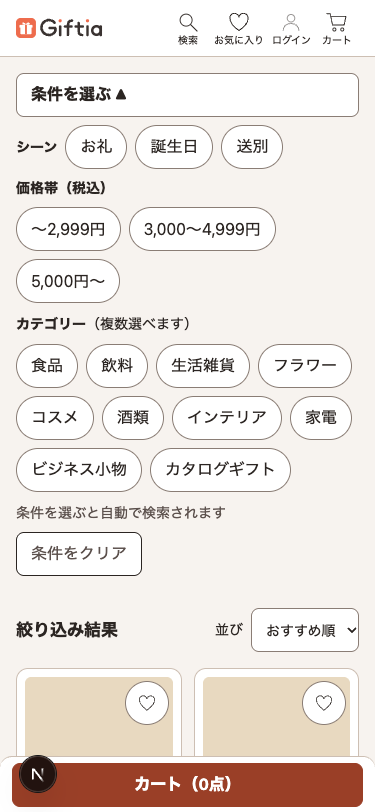 Giftia
検索 お気に入り ログイン カート
条件を選ぶ ▲
シーン お礼 誕生日 送別
価格帯（税込）
〜2,999円 3,000〜4,999円
5,000円〜
カテゴリー（複数選べます）
食品 飲料 生活雑貨 フラワー
コスメ 酒類 インテリア 家電
ビジネス小物 カタログギフト
条件を選ぶと自動で検索されます
条件をクリア
絞り込み結果 並び おすすめ順
N
カート（0点）